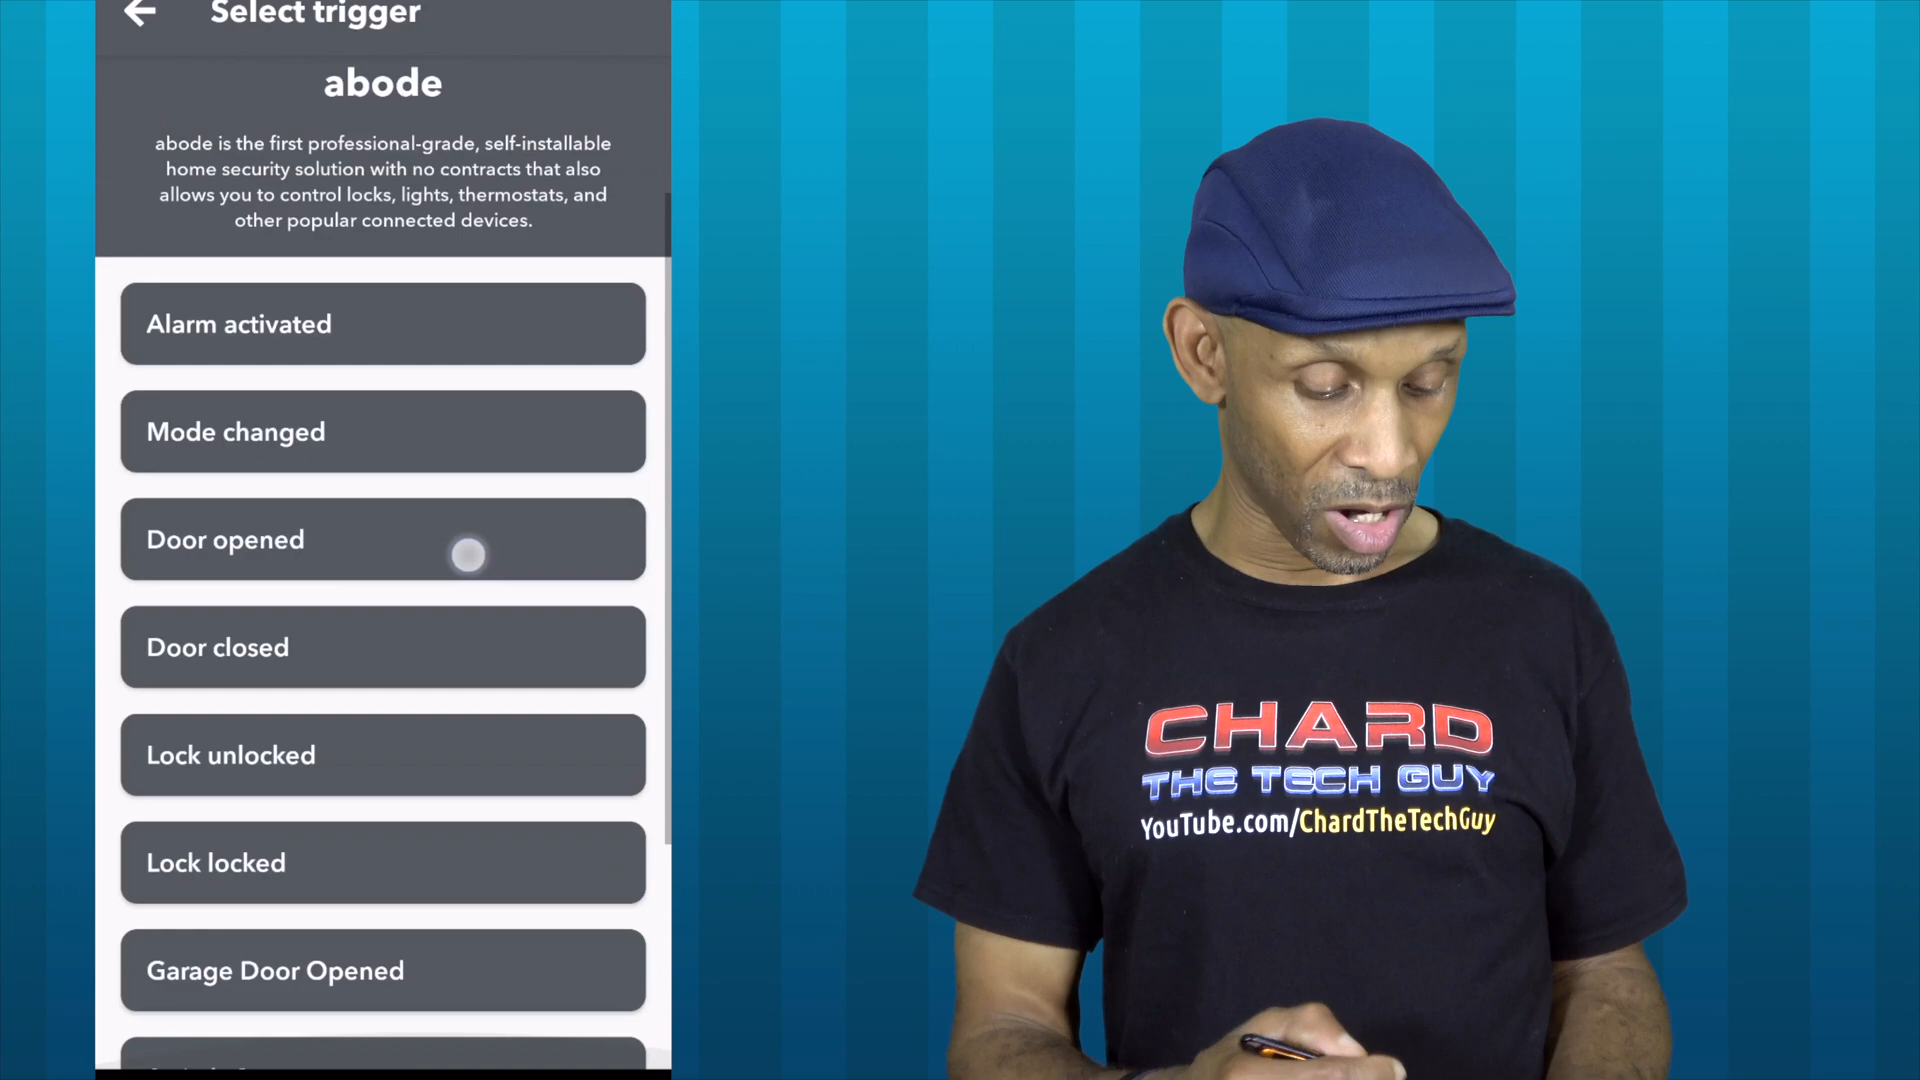 Select trigger
abode
abode is the first professional-grade, self-installable
home security solution with no contracts that also
allows you to control locks, lights, thermostats, and
other popular connected devices.
Alarm activated
Mode changed
Door opened
Door closed
Lock unlocked
Lock locked
Garage Door Opened
CHARD
THE TECH GUY
YouTube.com/ChardTheTechGuy